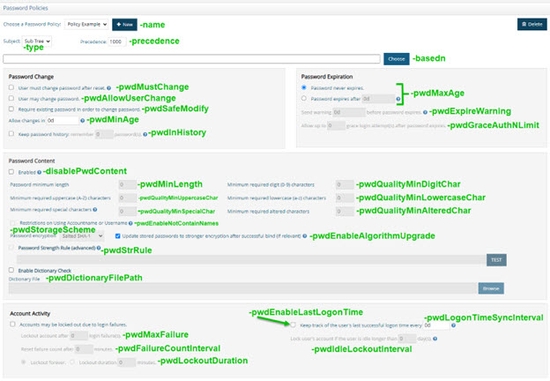 Password Policies
Choose a Password Policy: Policy Example + New -name Delete
Subject: Sub Tree Precedence: 1000 -precedence
-type
Choose -basedn
Password Change
User must change password after reset. -pwdMustChange
User may change password. -pwdAllowUserChange
Require existing password in order to change password. -pwdSafeModify
Allow changes in 0d -pwdMinAge
Keep password history: remember 0 password(s). -pwdInHistory
Password Expiration
Password never expires.
Password expires after 0d -pwdMaxAge
Send warning 0d before password expires. -pwdExpireWarning
Allow up to 0 grace login attempt(s) after password expires. -pwdGraceAuthNLimit
Password Content
Enabled -disablePwdContent
Password minimum length 0 -pwdMinLength Minimum required digit (0-9) characters 0 -pwdQualityMinDigitChar
Minimum required uppercase (A-Z) characters 0 -pwdQualityMinUppercaseChar Minimum required lowercase (a-z) characters 0 -pwdQualityMinLowercaseChar
Minimum required special characters 0 -pwdQualityMinSpecialChar Minimum required altered characters 0 -pwdQualityMinAlteredChar
Restrictions on Using Accountname or Username -pwdEnableNotContainNames
-pwdStorageScheme
Password encryption: Salted SHA-1 Update stored passwords to stronger encryption after successful bind (if relevant) -pwdEnableAlgorithmUpgrade
Password Strength Rule (advanced) -pwdStrRule
TEST
Enable Dictionary Check
Dictionary File -pwdDictionaryFilePath
Browse
Account Activity
Accounts may be locked out due to login failures.
Lockout account after 0 login failure(s). -pwdMaxFailure
Reset failure count after 0 minutes. -pwdFailureCountInterval
Lockout forever. Lockout duration 0 minutes. -pwdLockoutDuration
-pwdEnableLastLogonTime
Keep track of the user's last successful logon time every 0d -pwdLogonTimeSyncInterval
Lock user's account if the user is idle longer than 0 day(s).
-pwdIdleLockoutInterval